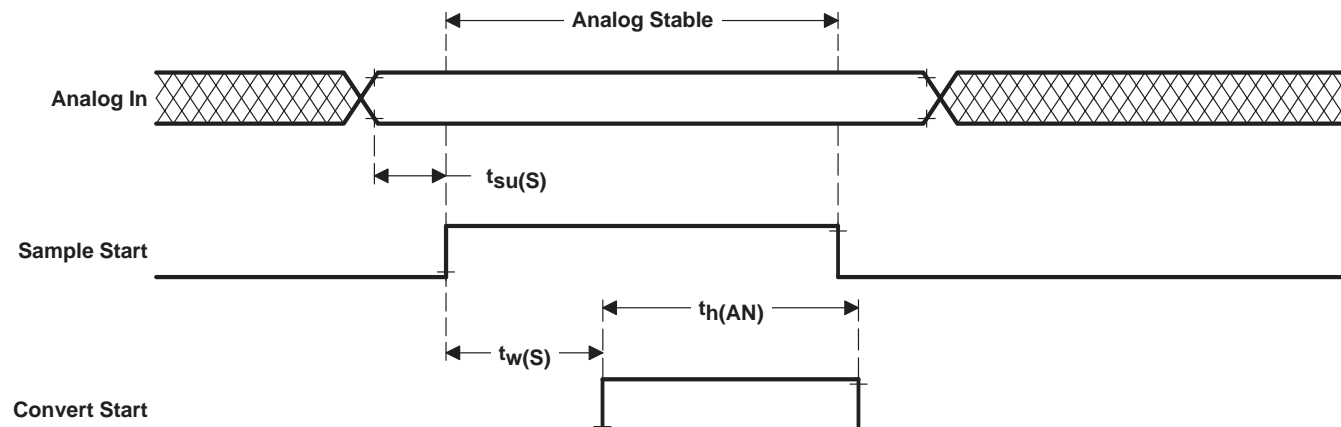 Analog Stable
Analog In
tsu(S)
Sample Start
th(AN)
tw(S)
Convert Start